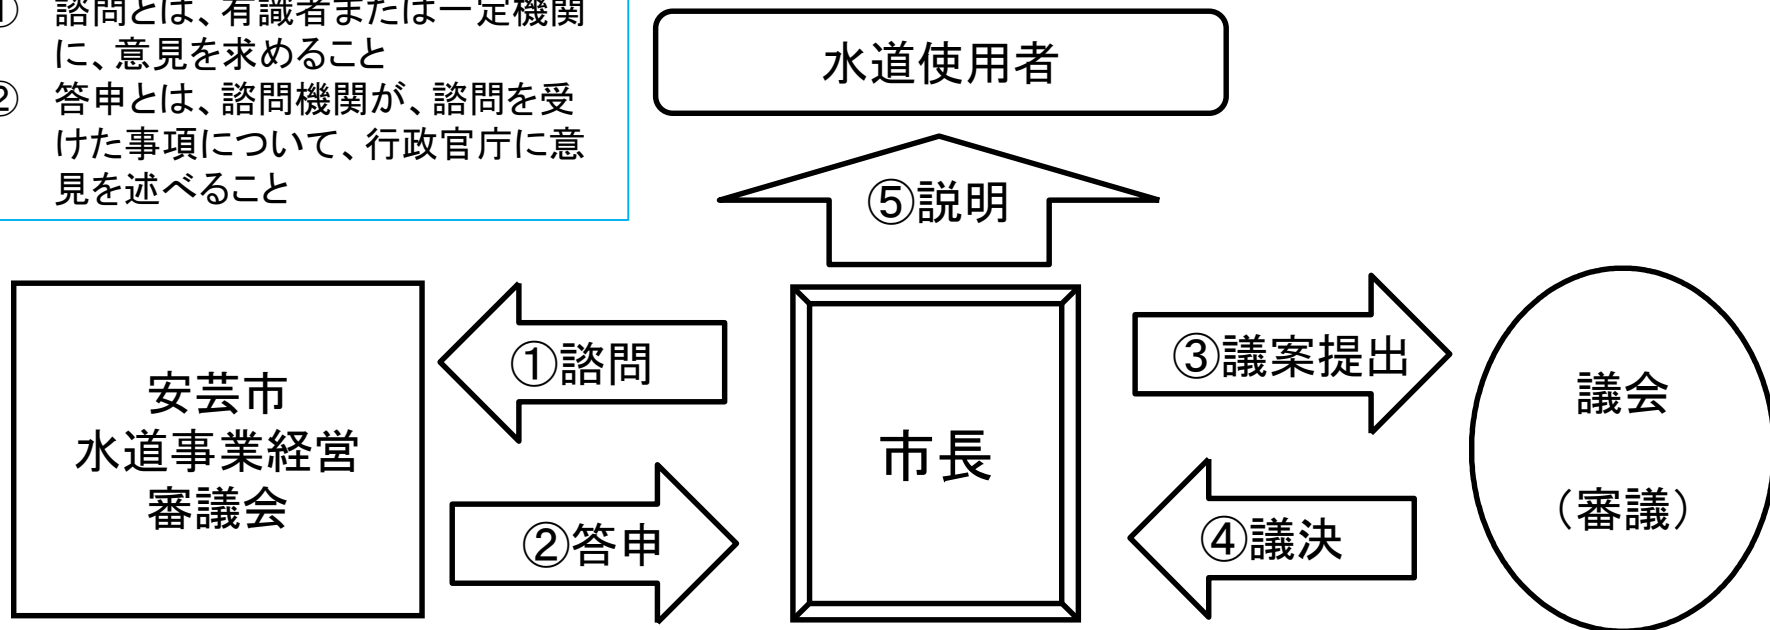 ① 諮問とは、有識者または一定機関
に、意見を求めること
② 答申とは、諮問機関が、諮問を受
けた事項について、行政官庁に意
見を述べること
水道使用者
⑤説明
安芸市
水道事業経営
審議会
①諮問
②答申
市長
③議案提出
④議決
議会
（審議）